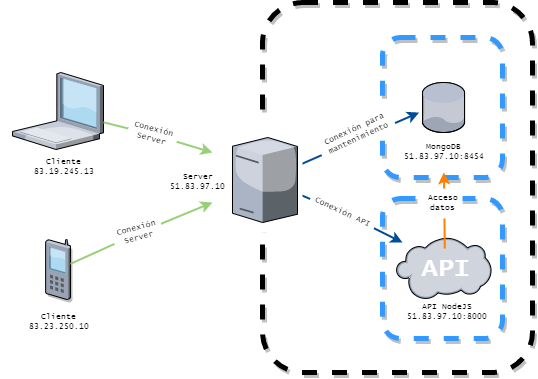 Conexión
Server
Cliente
83.19.245.13
Server
51.83.97.10
Conexión para
mantenimiento
MongoDB
51.83.97.10:8454
Conexión API
Acceso
datos
API
API NodeJS
51.83.97.10:8000
Conexión
Server
Cliente
83.23.250.10